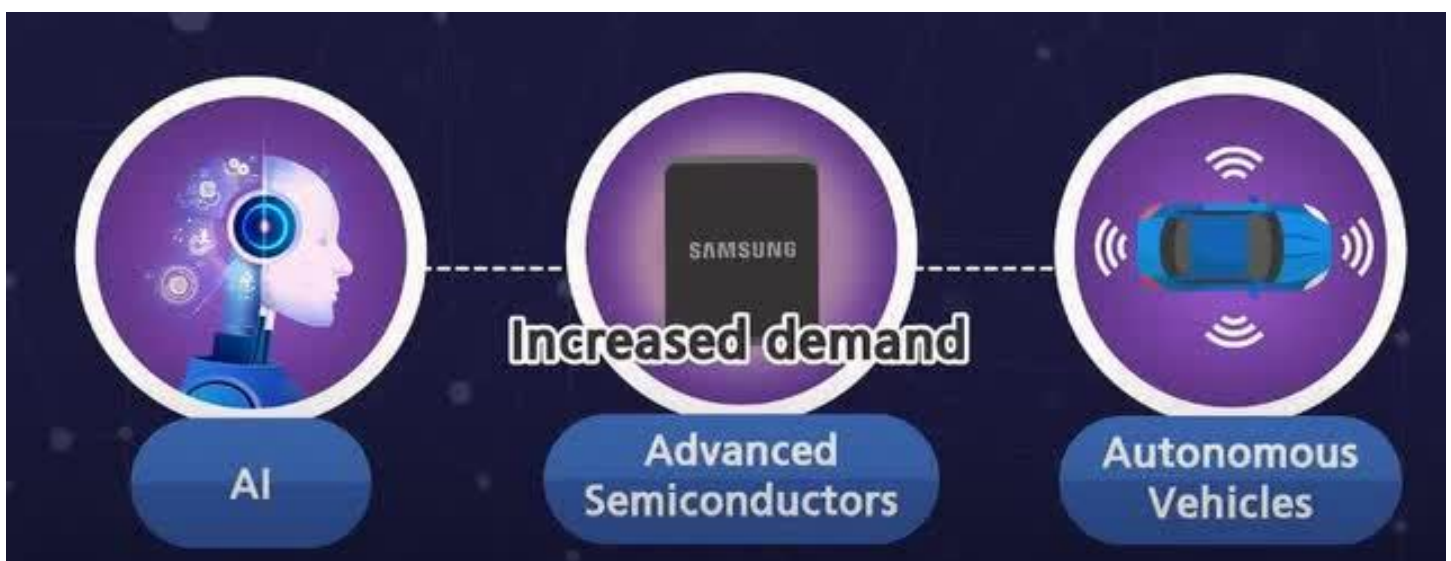 SAMSUNG
Increased demand
AI
Advanced
Semiconductors
Autonomous
Vehicles